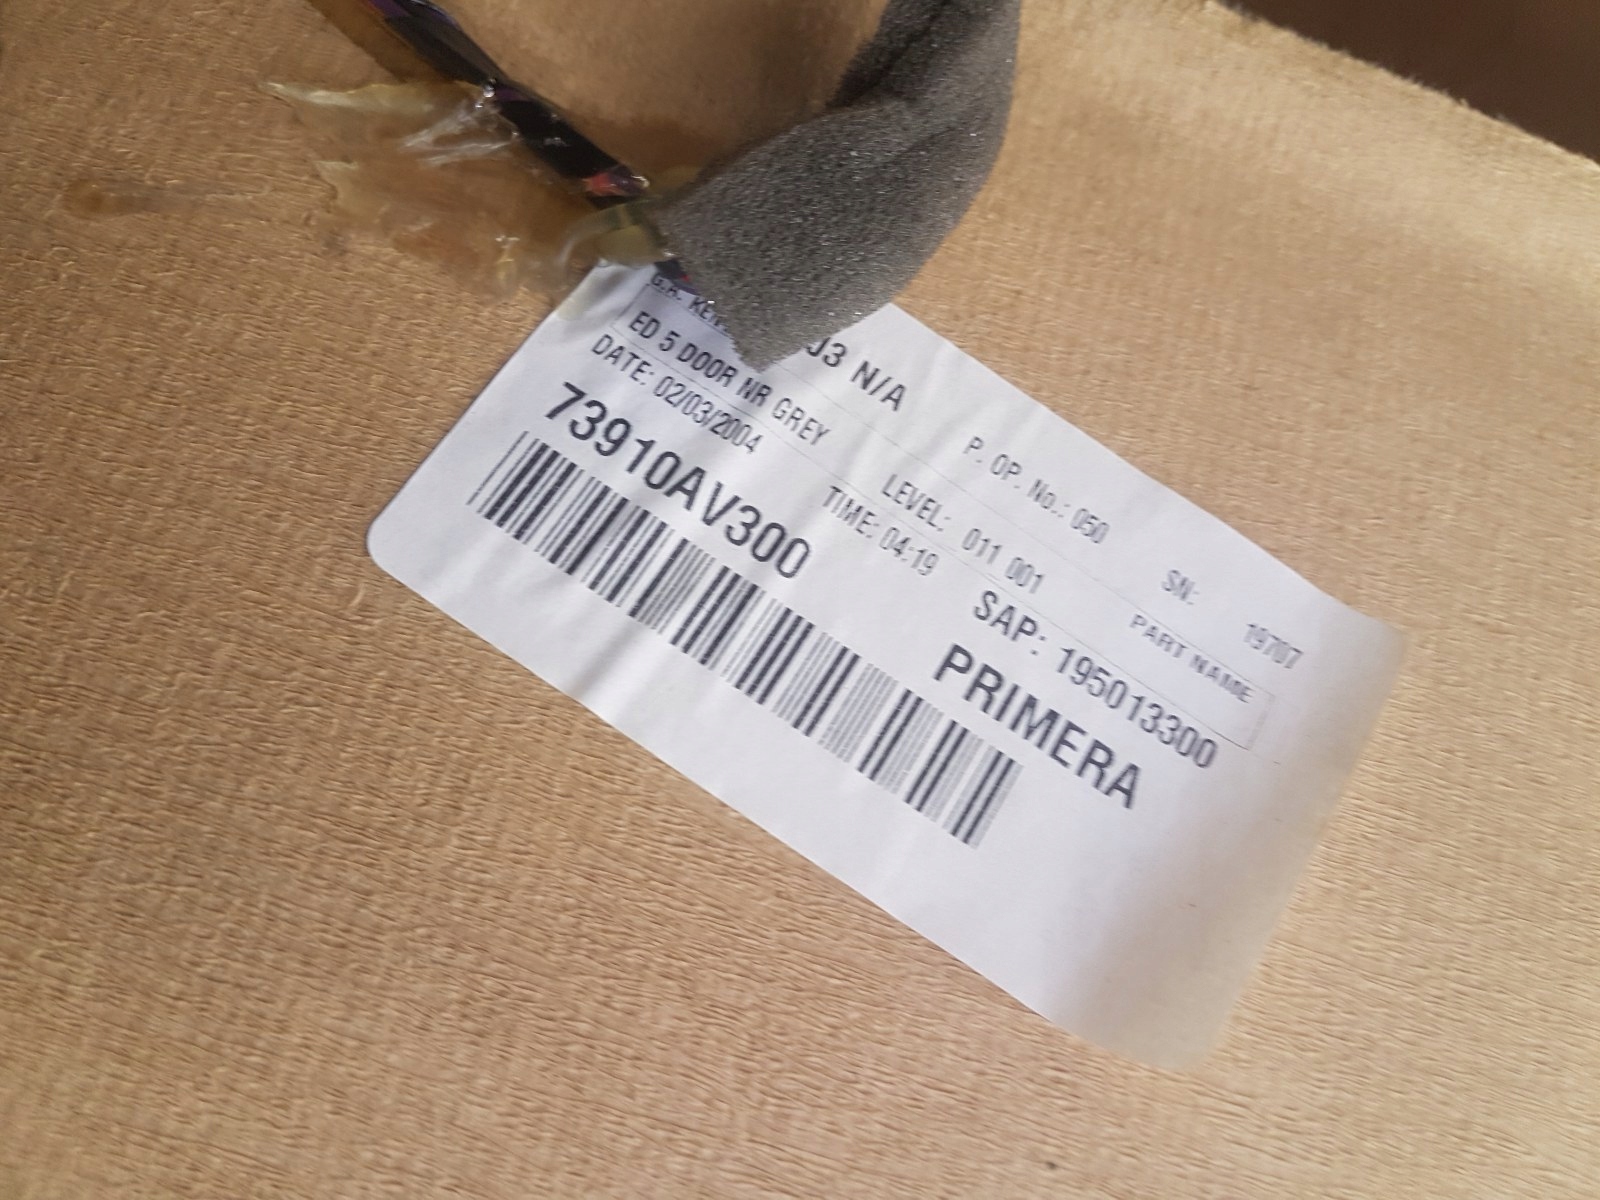 G.R. J3 N/A
P. OP. No.: 050 SN: 19707
ED 5 DOOR NR GREY LEVEL: 011 001 PART NAME
DATE: 02/03/2004 TIME: 04:19 SAP: 195013300
73910AV300 PRIMERA